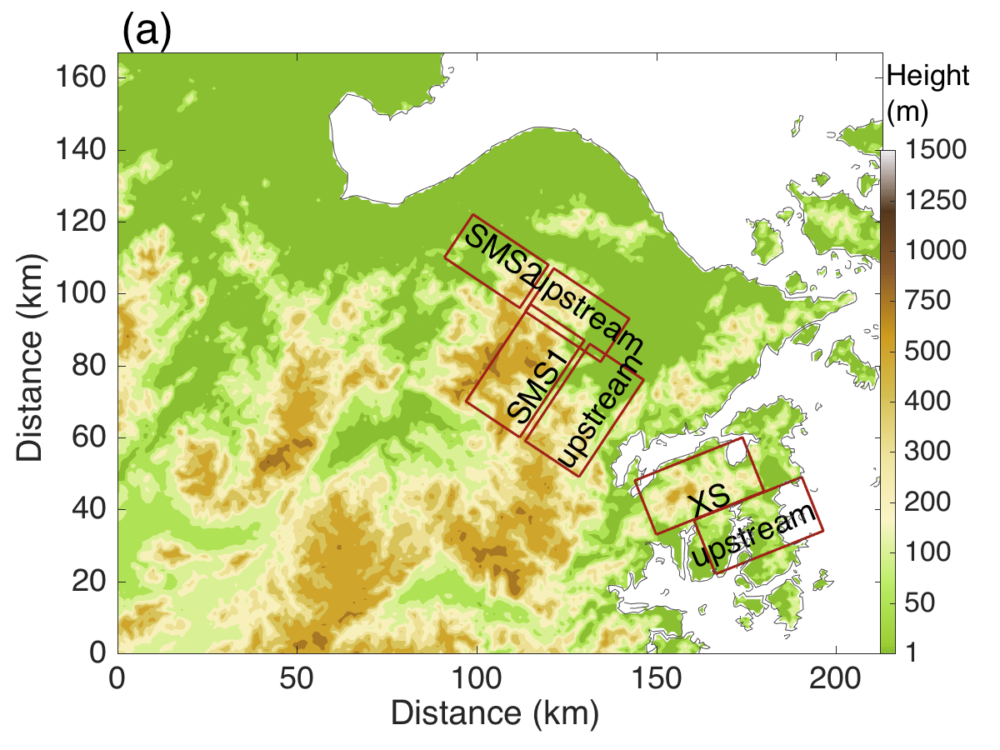 (a)
Height
(m)
160
140
120
100
80
60
40
20
0
Distance (km)
0
50
100
150
200
Distance (km)
SMS2
upstream
SMS1
upstream
XS
upstream
1500
1250
1000
750
500
400
300
200
100
50
1